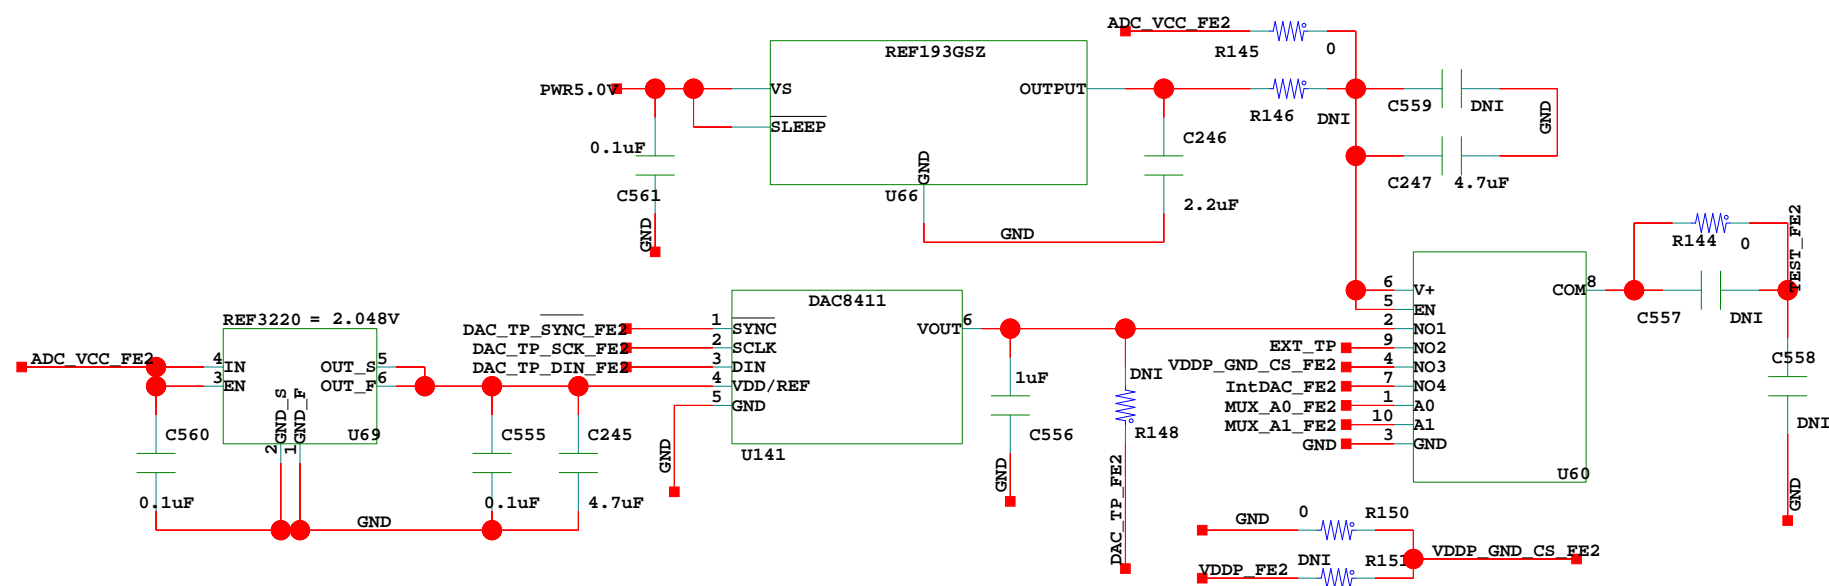 ADC_VCC_FE2
R145
0
REF193GSZ
PWR5.0V
VS
SLEEP
OUTPUT
GND
U66
R146
DNI
C559
DNI
GND
C247
4.7uF
0.1uF
C561
GND
C246
2.2uF
GND
R144
0
TEST_FE2
DAC8411
REF3220 = 2.048V
DAC_TP_SYNC_FE2
DAC_TP_SCK_FE2
DAC_TP_DIN_FE2
1
2
3
4
5
SYNC
SCLK
DIN
VDD/REF
GND
VOUT
6
U141
ADC_VCC_FE2
4
3
IN
EN
OUT_S
OUT_F
5
6
GND_S
GND_F
2
1
U69
C560
0.1uF
C555
0.1uF
C245
4.7uF
GND
GND
1uF
C556
GND
DNI
R148
DAC_TP_FE2
EXT_TP
VDDP_GND_CS_FE2
IntDAC_FE2
MUX_A0_FE2
MUX_A1_FE2
GND
6
5
2
9
4
7
1
10
3
V+
EN
NO1
NO2
NO3
NO4
A0
A1
GND
COM
8
U60
C557
DNI
C558
DNI
GND
GND
0
R150
VDDP_FE2
DNI
R151
VDDP_GND_CS_FE2